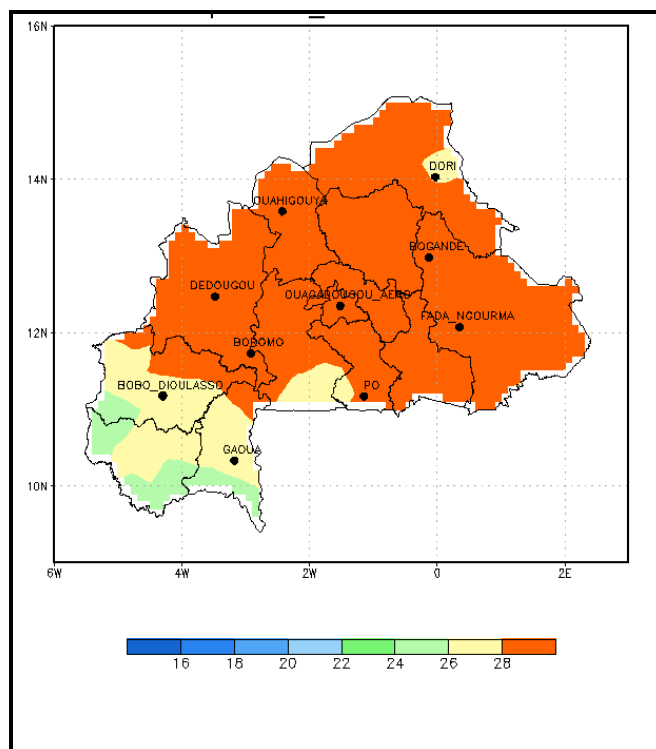 16N
DORI
14N
OUAHIGOUYA
BOGANDE
DEDOUGOU
OUAGADOUGOU_AERO
FADA_NGOURMA
12N
BOROMO
BOBO_DIOULASSO
PO
GAOUA
10N
6W 4W 2W 0 2E
16 18 20 22 24 26 28